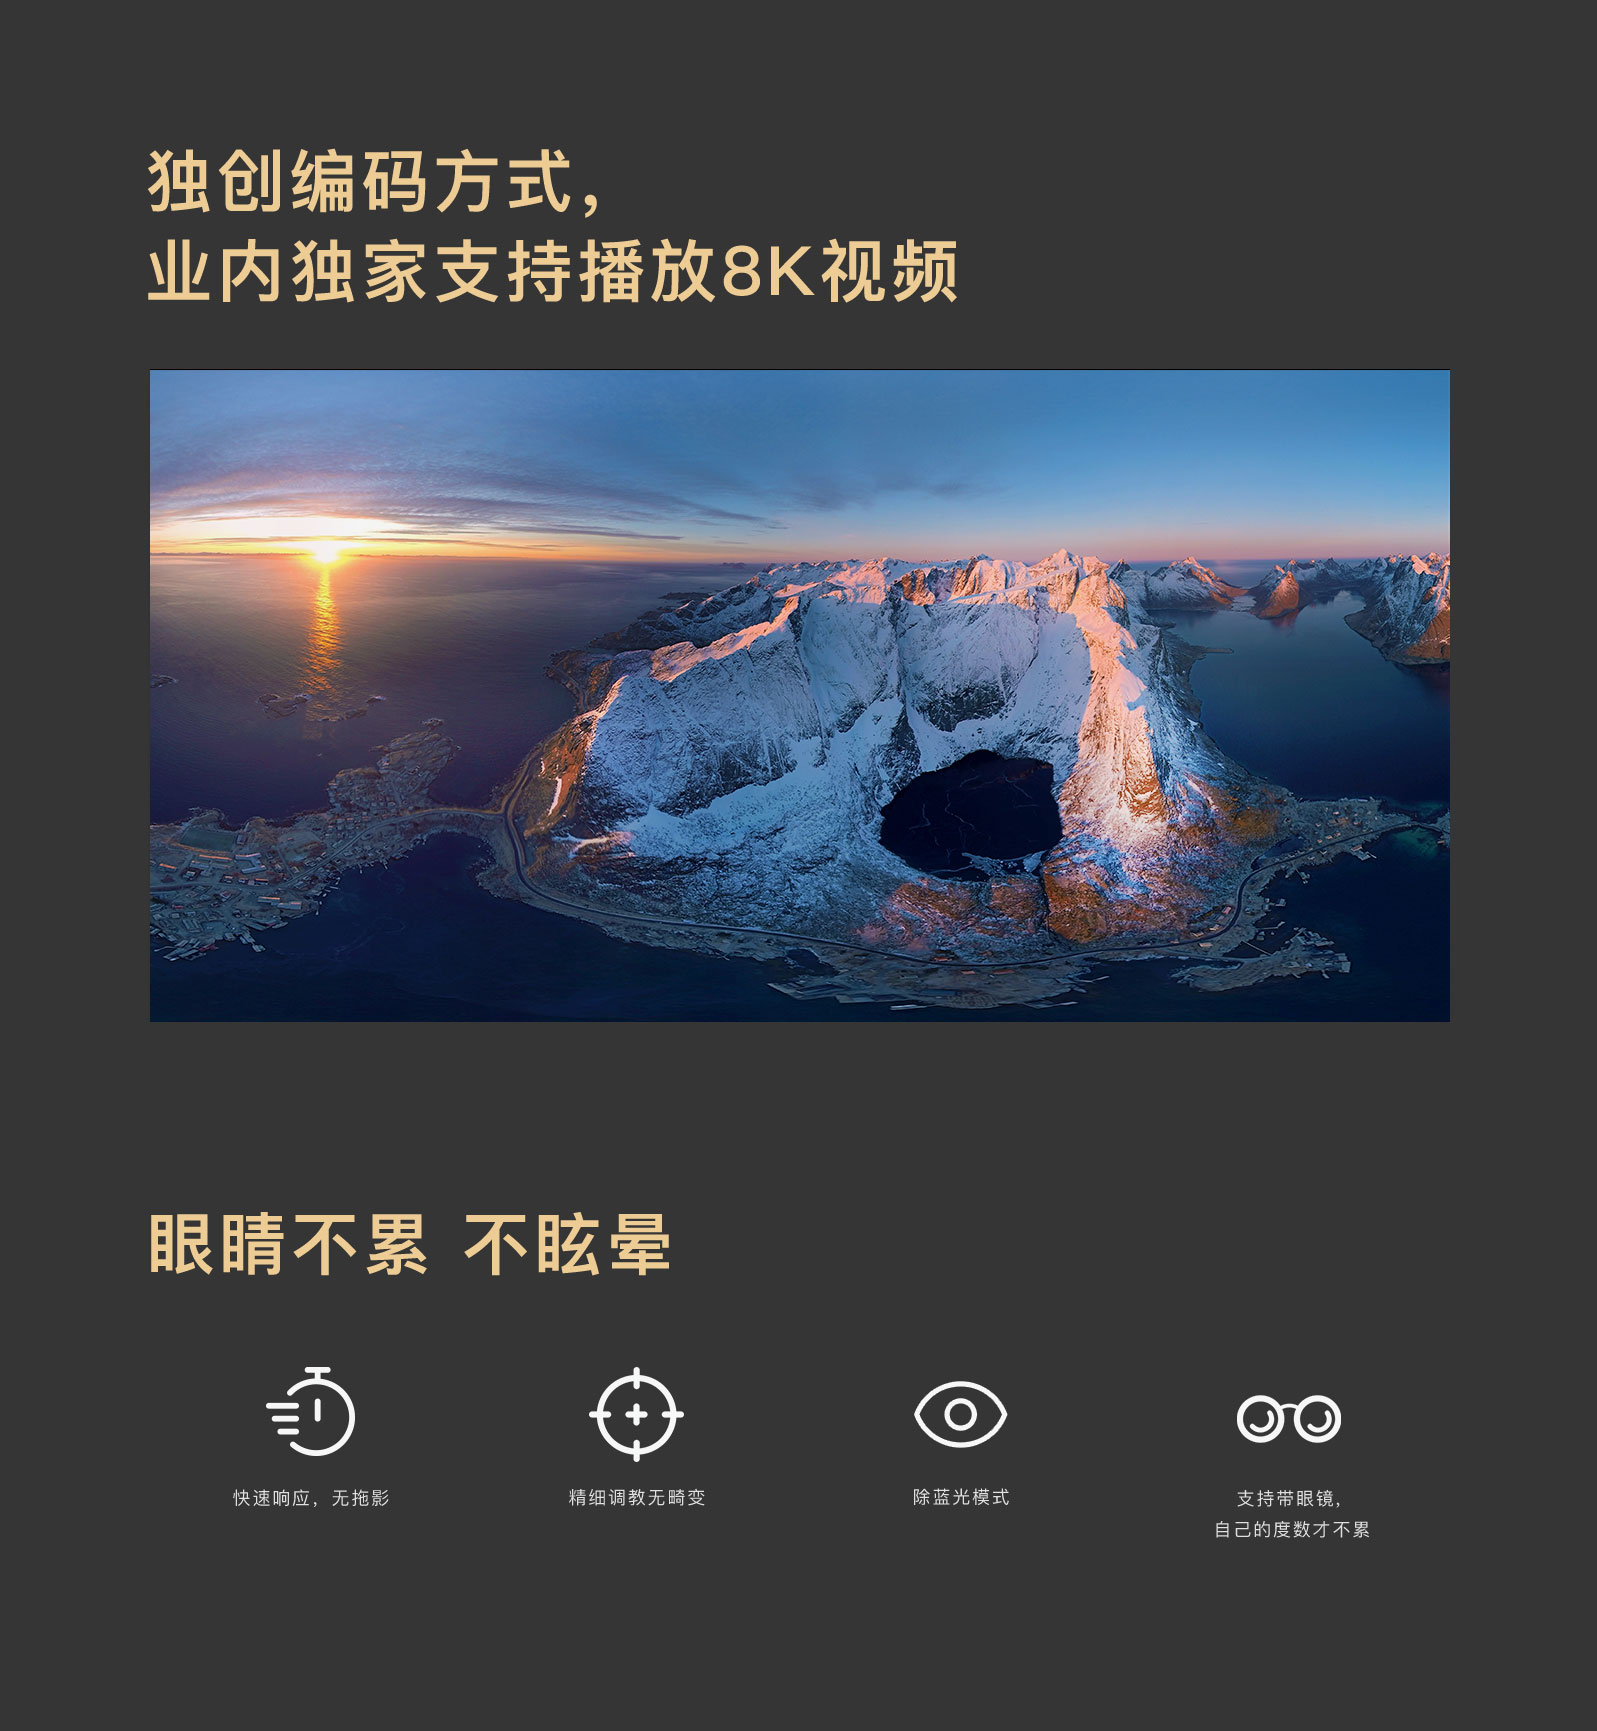 独创编码方式，
业内独家支持播放8K视频
眼睛不累 不眩晕
快速响应，无拖影
精细调教无畸变
除蓝光模式
支持带眼镜，
自己的度数才不累